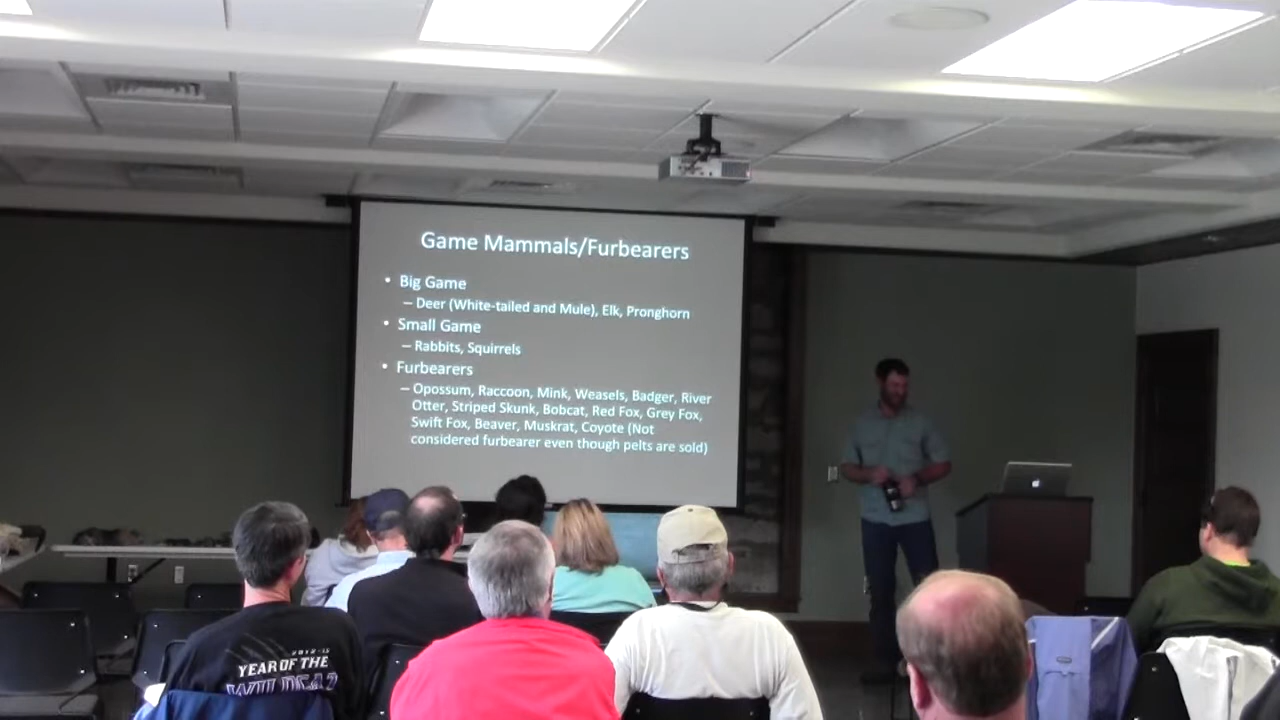 Game Mammals/Furbearers
• Big Game
– Deer (White-tailed and Mule), Elk, Pronghorn
• Small Game
– Rabbits, Squirrels
• Furbearers
– Opossum, Raccoon, Mink, Weasels, Badger, River
Otter, Striped Skunk, Bobcat, Red Fox, Grey Fox,
Swift Fox, Beaver, Muskrat, Coyote (Not
considered furbearer even though pelts are sold)
YEAR OF THE